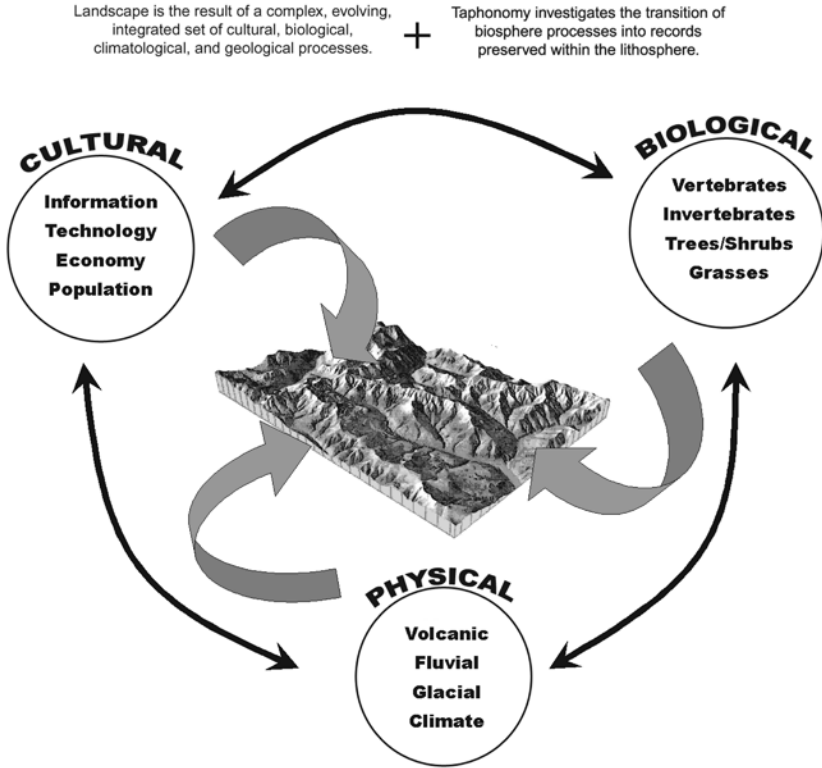 Landscape is the result of a complex, evolving,
integrated set of cultural, biological,
climatological, and geological processes.
+
Taphonomy investigates the transition of
biosphere processes into records
preserved within the lithosphere.
CULTURAL
Information
Technology
Economy
Population
BIOLOGICAL
Vertebrates
Invertebrates
Trees/Shrubs
Grasses
PHYSICAL
Volcanic
Fluvial
Glacial
Climate